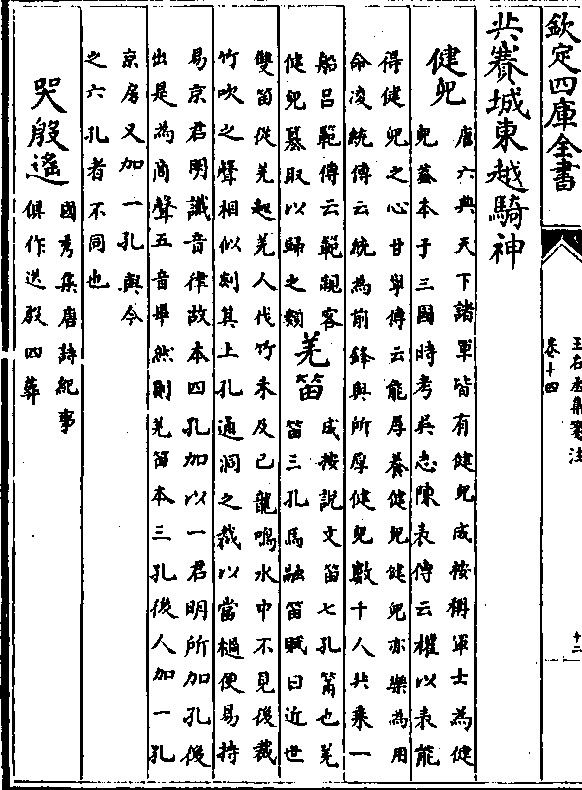 欽定四庫全書
王右丞集箋注
卷十四
十二
共賽城東越騎神
健兒
唐六典天下諸軍皆有健兒成按稱軍士為健
兒蓋本于三國時考吳志陳表傳云權以表能
得健兒之心甘寧傳云能厚養健兒健兒亦樂為用
命凌統傳云統為前鋒與所厚健兒數十人共乘一
船呂範傳云範覲客
健兒募取以歸之類
羌笛
成按説文笛七孔筩也羌
笛三孔馬融笛賦曰近世
雙笛從羌起羌人伐竹未及已龍鳴水中不見後截
竹吹之聲相似剡其上孔通洞之裁以當檛便易持
易京君明識音律故本四孔加以一君明所加孔後
出是為商聲五音畢然則羌笛本三孔後人加一孔
京房又加一孔與今
之六孔者不同也
哭殷遙
國秀集唐詩紀事
俱作送殷四葬